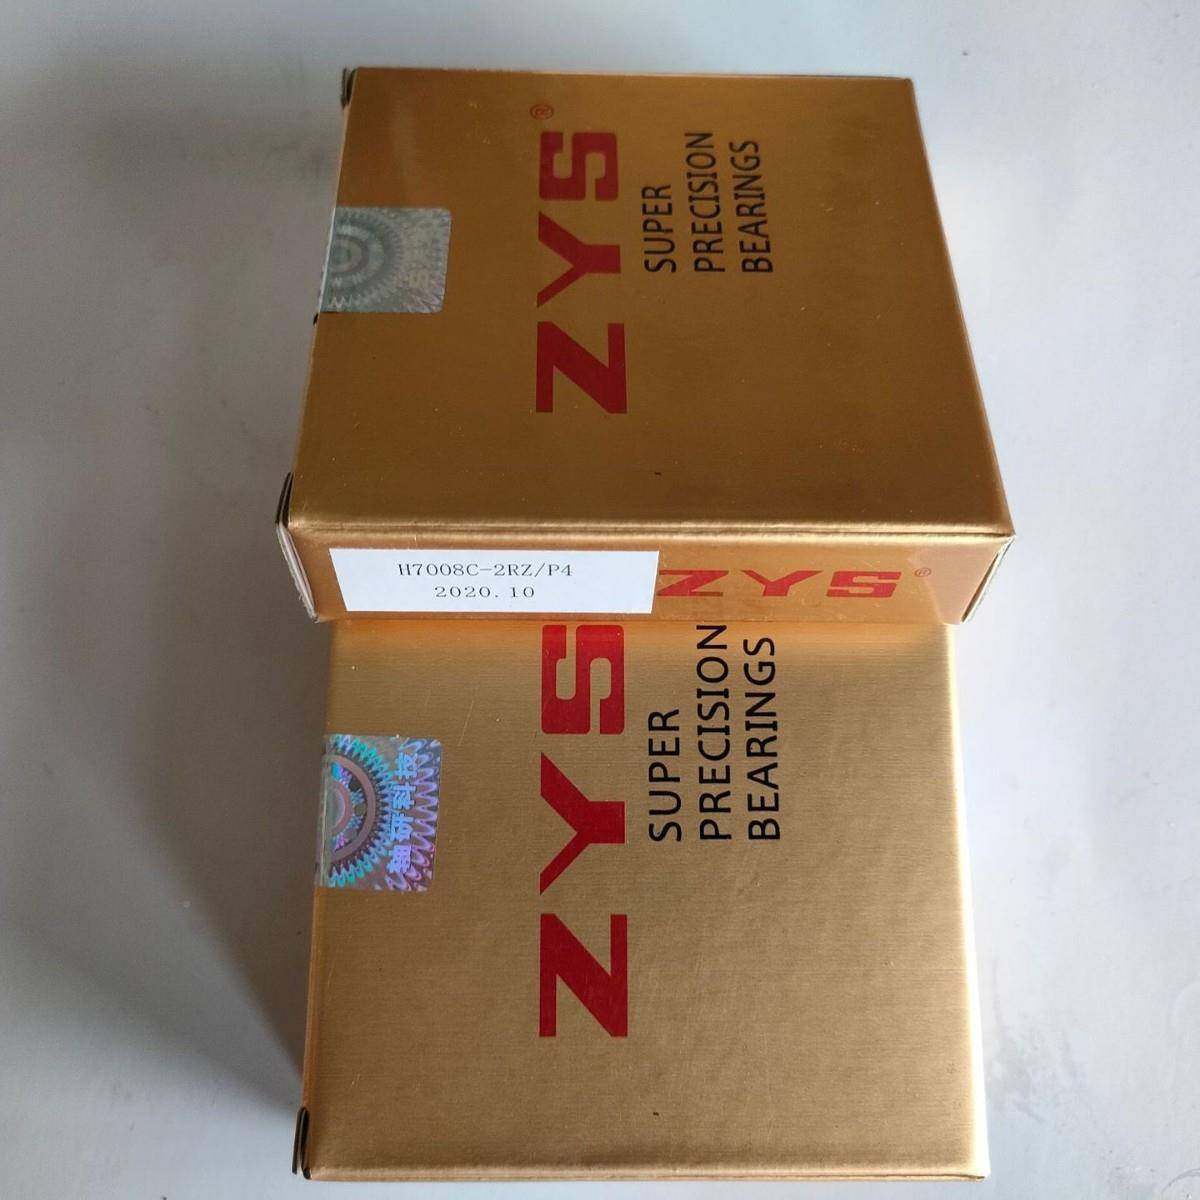 ZYS®
SUPER
PRECISION
BEARINGS
H7008C-2RZ/P4
2020.10
ZYS®
ZYS
SUPER
PRECISION
BEARINGS
轴研科技